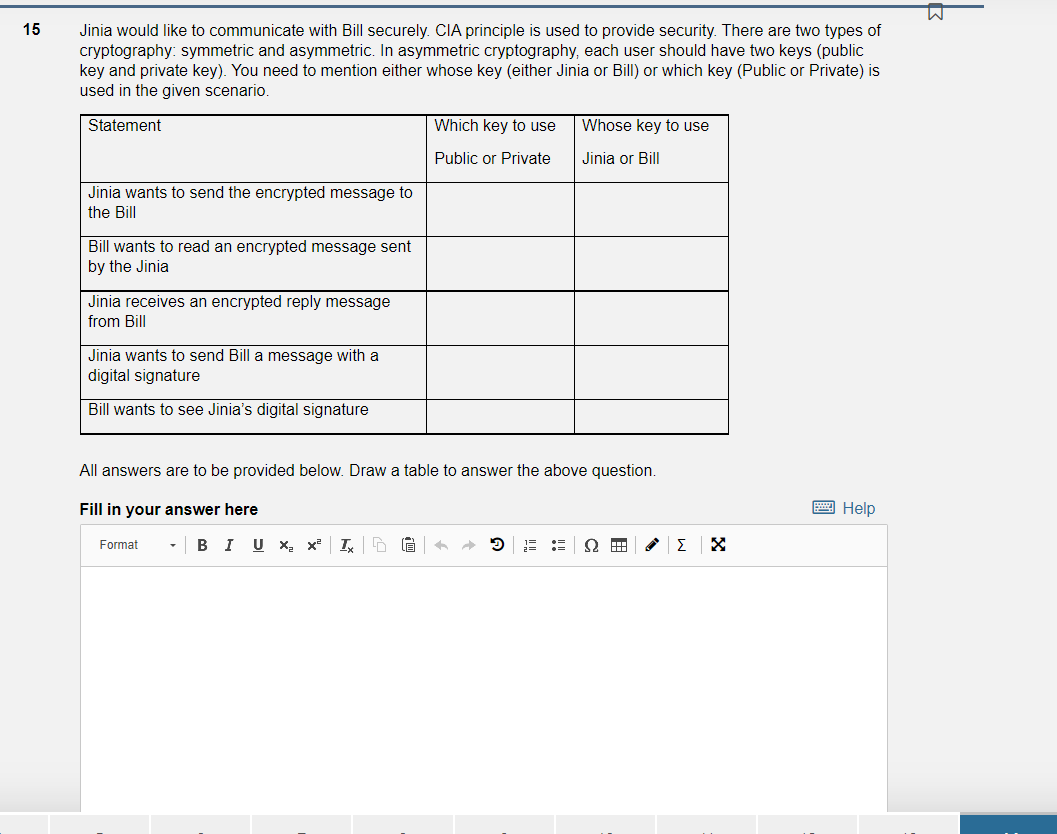 15
Jinia would like to communicate with Bill securely. CIA principle is used to provide security. There are two types of
cryptography: symmetric and asymmetric. In asymmetric cryptography, each user should have two keys (public
key and private key). You need to mention either whose key (either Jinia or Bill) or which key (Public or Private) is
used in the given scenario.
Statement
Which key to use
Public or Private
Whose key to use
Jinia or Bill
Jinia wants to send the encrypted message to
the Bill
Bill wants to read an encrypted message sent
by the Jinia
Jinia receives an encrypted reply message
from Bill
Jinia wants to send Bill a message with a
digital signature
Bill wants to see Jinia's digital signature
All answers are to be provided below. Draw a table to answer the above question.
Fill in your answer here
Help
Format
B I U x₂ x² Tx Ω Σ